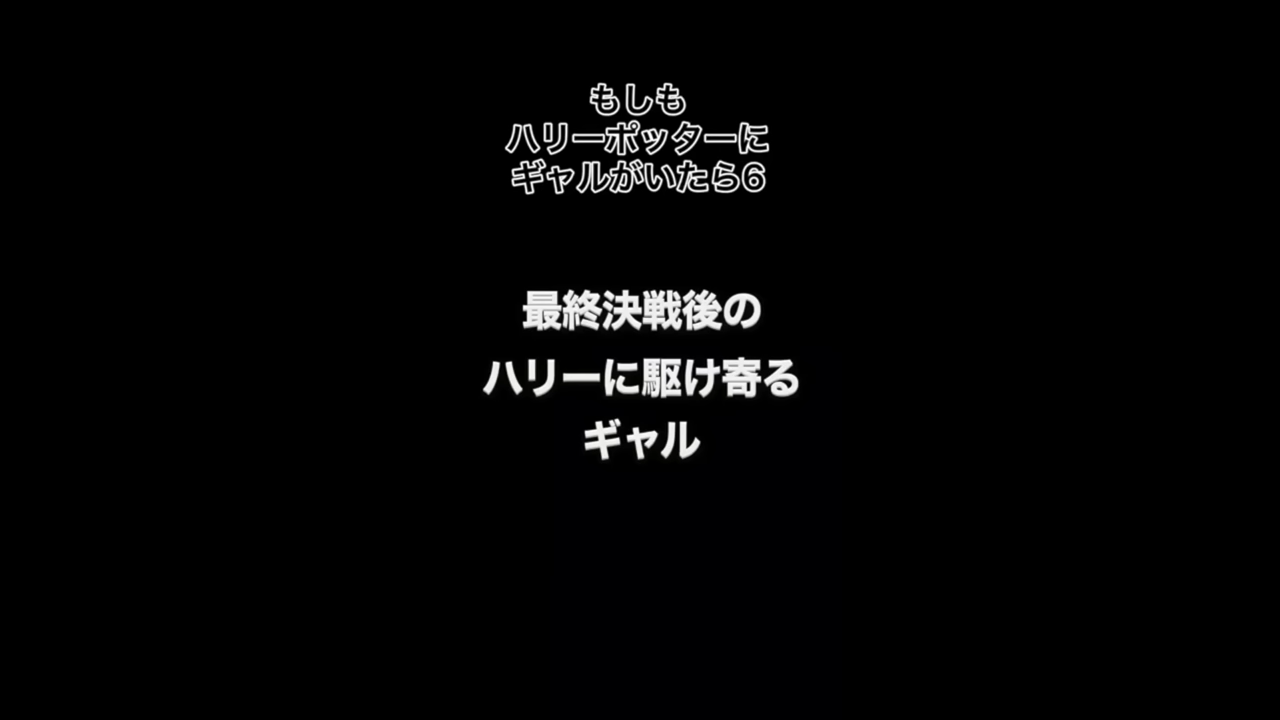 もしも
ハリーポッターに
ギャルがいたら6
最終決戦後の
ハリーに駆け寄る
ギャル